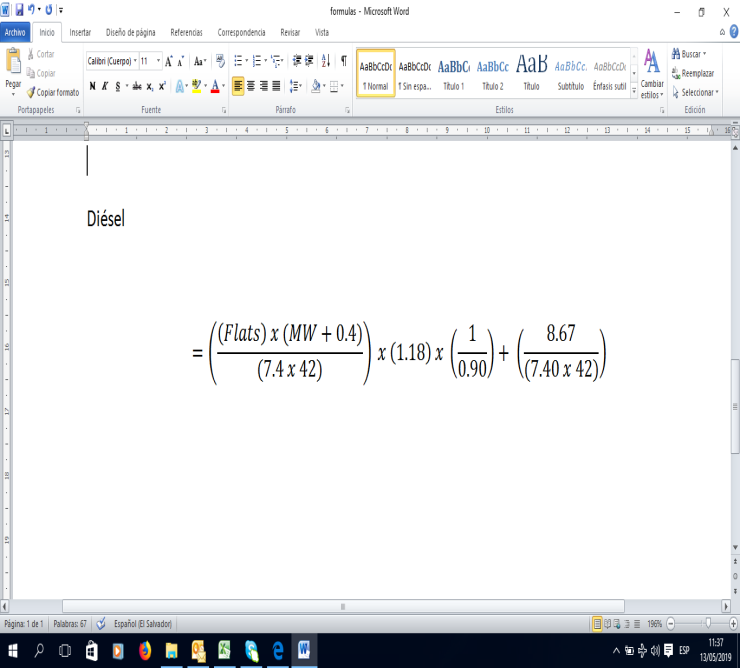 formulas - Microsoft Word
Archivo Inicio Insertar Diseño de página Referencias Correspondencia Revisar Vista
Pegar
Cortar
Copiar
Copiar formato
Portapapeles
Calibri (Cuerpo) 11
N K S abc x₂ x²
Fuente
Párrafo
AaBbCcDc AaBbCcDc AaBbC AaBbCc AaB AaBbCc. AaBbCcDc
¶ Normal ¶ Sin espa... Título 1 Título 2 Título Subtítulo Énfasis sutil
Estilos
Cambiar estilos
Buscar
Reemplazar
Seleccionar
Edición
Diésel
= ( ((Flats) x (MW + 0.4)) / (7.4 x 42) ) x (1.18) x ( 1 / 0.90 ) + ( 8.67 / (7.40 x 42) )
Página: 1 de 1 Palabras: 67 Español (El Salvador) 196%
ESP
11:37
13/05/2019